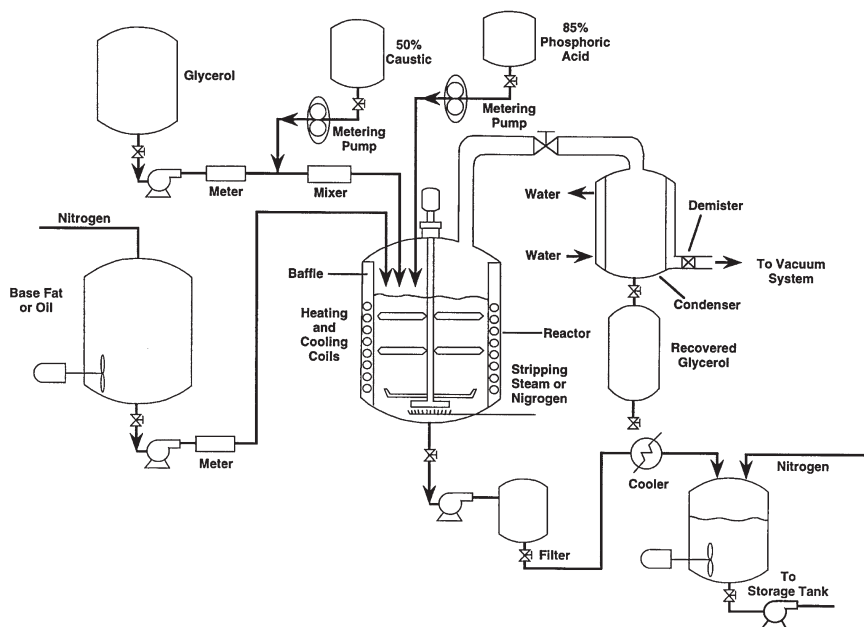 Glycerol
50%
Caustic
85%
Phosphoric
Acid
Metering
Pump
Metering
Pump
Meter
Mixer
Water
Demister
Nitrogen
Baffle
Water
To Vacuum
System
Base Fat
or Oil
Condenser
Heating
and
Cooling
Coils
Reactor
Recovered
Glycerol
Stripping
Steam or
Nigrogen
Meter
Nitrogen
Cooler
Filter
To
Storage Tank